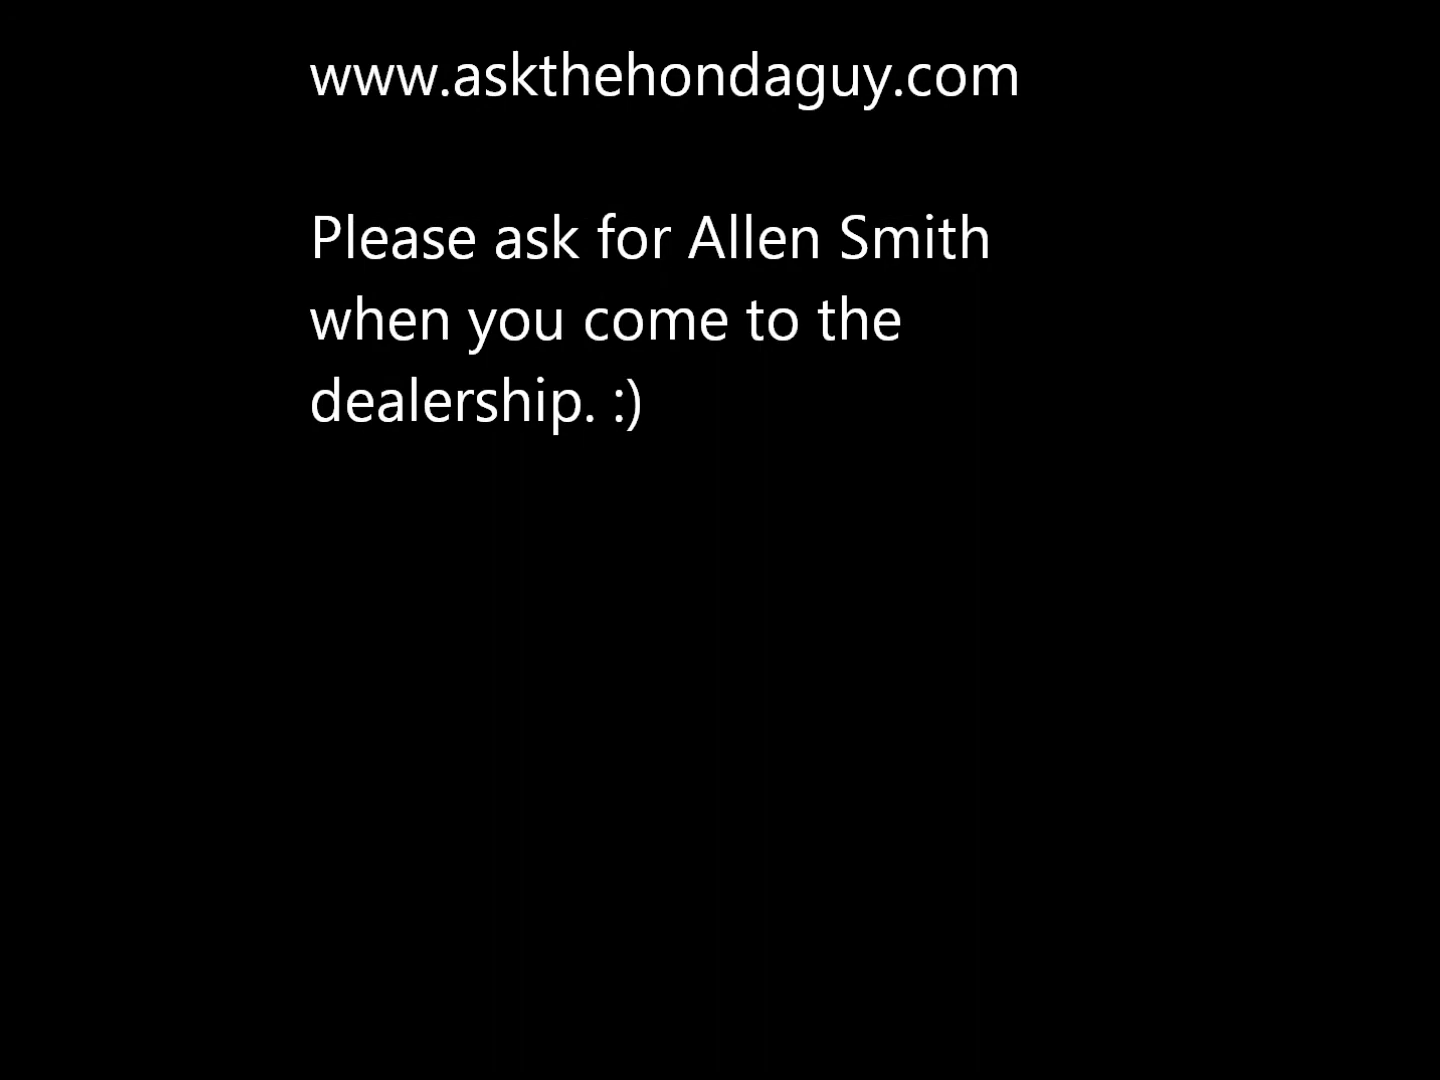 www.askthehondaguy.com
Please ask for Allen Smith
when you come to the
dealership. :)